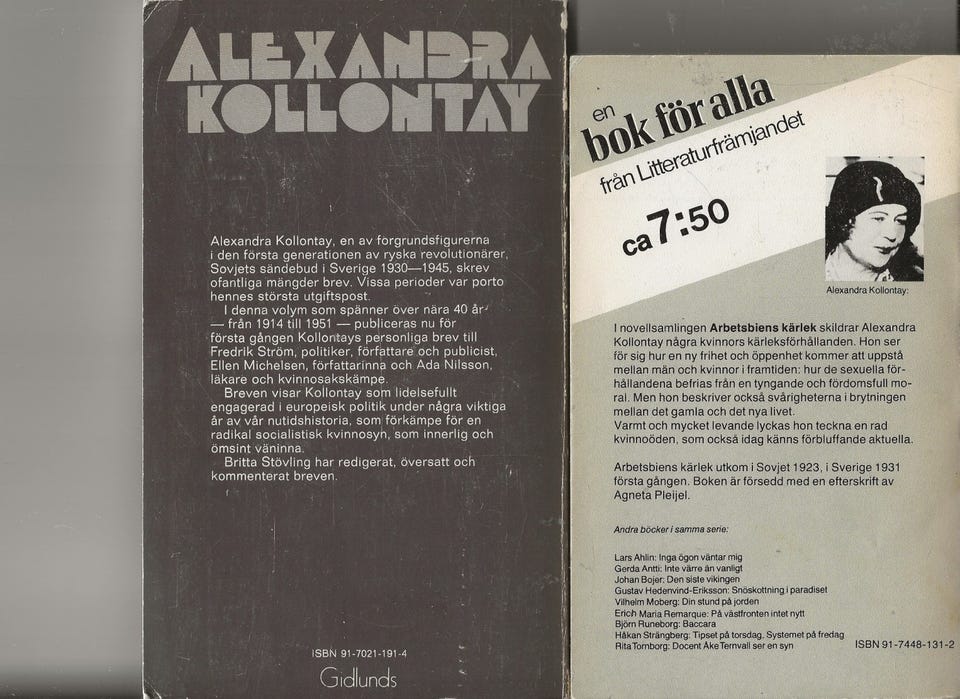 ALEXANDRA
KOLLONTAY
Alexandra Kollontay, en av forgrundsfigurerna
i den första generationen av ryska revolutionärer,
Sovjets sändebud i Sverige 1930—1945, skrev
ofantliga mängder brev. Vissa perioder var porto
hennes största utgiftspost.
I denna volym som spänner över nära 40 år
— från 1914 till 1951 — publiceras nu för
första gången Kollontays personliga brev till
Fredrik Ström, politiker, författare och publicist,
Ellen Michelsen, författarinna och Ada Nilsson,
läkare och kvinnosakskämpe.
Breven visar Kollontay som lidelsefullt
engagerad i europeisk politik under några viktiga
år av vår nutidshistoria, som förkämpe för en
radikal socialistisk kvinnosyn, som innerlig och
ömsint väninna.
Britta Stövling har redigerat, översatt och
kommenterat breven.
ISBN 91-7021-191-4
Gidlunds
en
bok för alla
från Litteraturfrämjandet
ca 7:50
Alexandra Kollontay:
I novellsamlingen Arbetsbiens kärlek skildrar Alexandra
Kollontay några kvinnors kärleksförhållanden. Hon ser
för sig hur en ny frihet och öppenhet kommer att uppstå
mellan män och kvinnor i framtiden: hur de sexuella för-
hållandena befrias från en tyngande och fördomsfull mo-
ral. Men hon beskriver också svårigheterna i brytningen
mellan det gamla och det nya livet.
Varmt och mycket levande lyckas hon teckna en rad
kvinnoöden, som också idag känns förbluffande aktuella.
Arbetsbiens kärlek utkom i Sovjet 1923, i Sverige 1931
första gången. Boken är försedd med en efterskrift av
Agneta Pleijel.
Andra böcker i samma serie:
Lars Ahlin: Inga ögon väntar mig
Gerda Antti: Inte värre än vanligt
Johan Bojer: Den siste vikingen
Gustav Hedenvind-Eriksson: Snöskottning i paradiset
Vilhelm Moberg: Din stund på jorden
Erich Maria Remarque: På västfronten intet nytt
Björn Runeborg: Baccara
Håkan Strängberg: Tipset på torsdag, Systemet på fredag
Rita Tornborg: Docent Åke Ternvall ser en syn
ISBN 91-7448-131-2